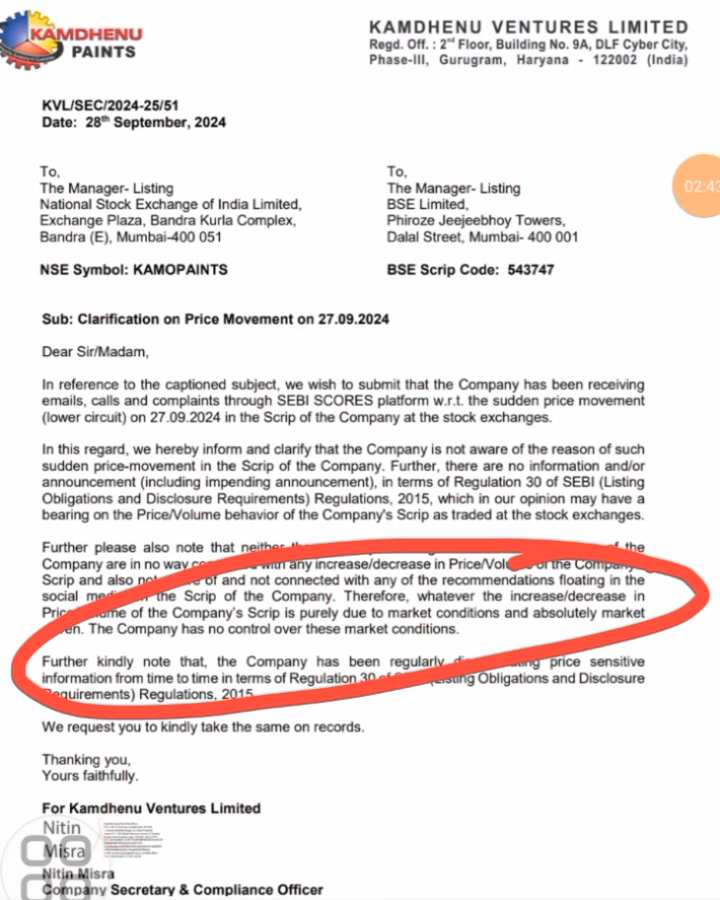 KAMDHENU
PAINTS
KAMDHENU VENTURES LIMITED
Regd. Off. : 2nd Floor, Building No. 9A, DLF Cyber City,
Phase-III, Gurugram, Haryana - 122002 (India)
KVL/SEC/2024-25/51
Date: 28th September, 2024
02:43
To,
The Manager- Listing
National Stock Exchange of India Limited,
Exchange Plaza, Bandra Kurla Complex,
Bandra (E), Mumbai-400 051
To,
The Manager- Listing
BSE Limited,
Phiroze Jeejeebhoy Towers,
Dalal Street, Mumbai- 400 001
NSE Symbol: KAMOPAINTS
BSE Scrip Code: 543747
Sub: Clarification on Price Movement on 27.09.2024
Dear Sir/Madam,
In reference to the captioned subject, we wish to submit that the Company has been receiving
emails, calls and complaints through SEBI SCORES platform w.r.t. the sudden price movement
(lower circuit) on 27.09.2024 in the Scrip of the Company at the stock exchanges.
In this regard, we hereby inform and clarify that the Company is not aware of the reason of such
sudden price-movement in the Scrip of the Company. Further, there are no information and/or
announcement (including impending announcement), in terms of Regulation 30 of SEBI (Listing
Obligations and Disclosure Requirements) Regulations, 2015, which in our opinion may have a
bearing on the Price/Volume behavior of the Company's Scrip as traded at the stock exchanges.
Further please also note that neither the
Company are in no way with any increase/decrease in of the Company
Scrip and also of and not connected with any of the recommendations floating in the
social the Scrip of the Company. Therefore, whatever the increase/decrease in
of the Company's Scrip is purely due to market conditions and absolutely market
The Company has no control over these market conditions.
Further kindly note that, the Company has been regularly price sensitive
information from time to time in terms of Regulation 30 (Listing Obligations and Disclosure
Requirements) Regulations, 2015
We request you to kindly take the same on records.
Thanking you,
Yours faithfully.
For Kamdhenu Ventures Limited
Nitin
Misra
Nitin Misra
Company Secretary & Compliance Officer